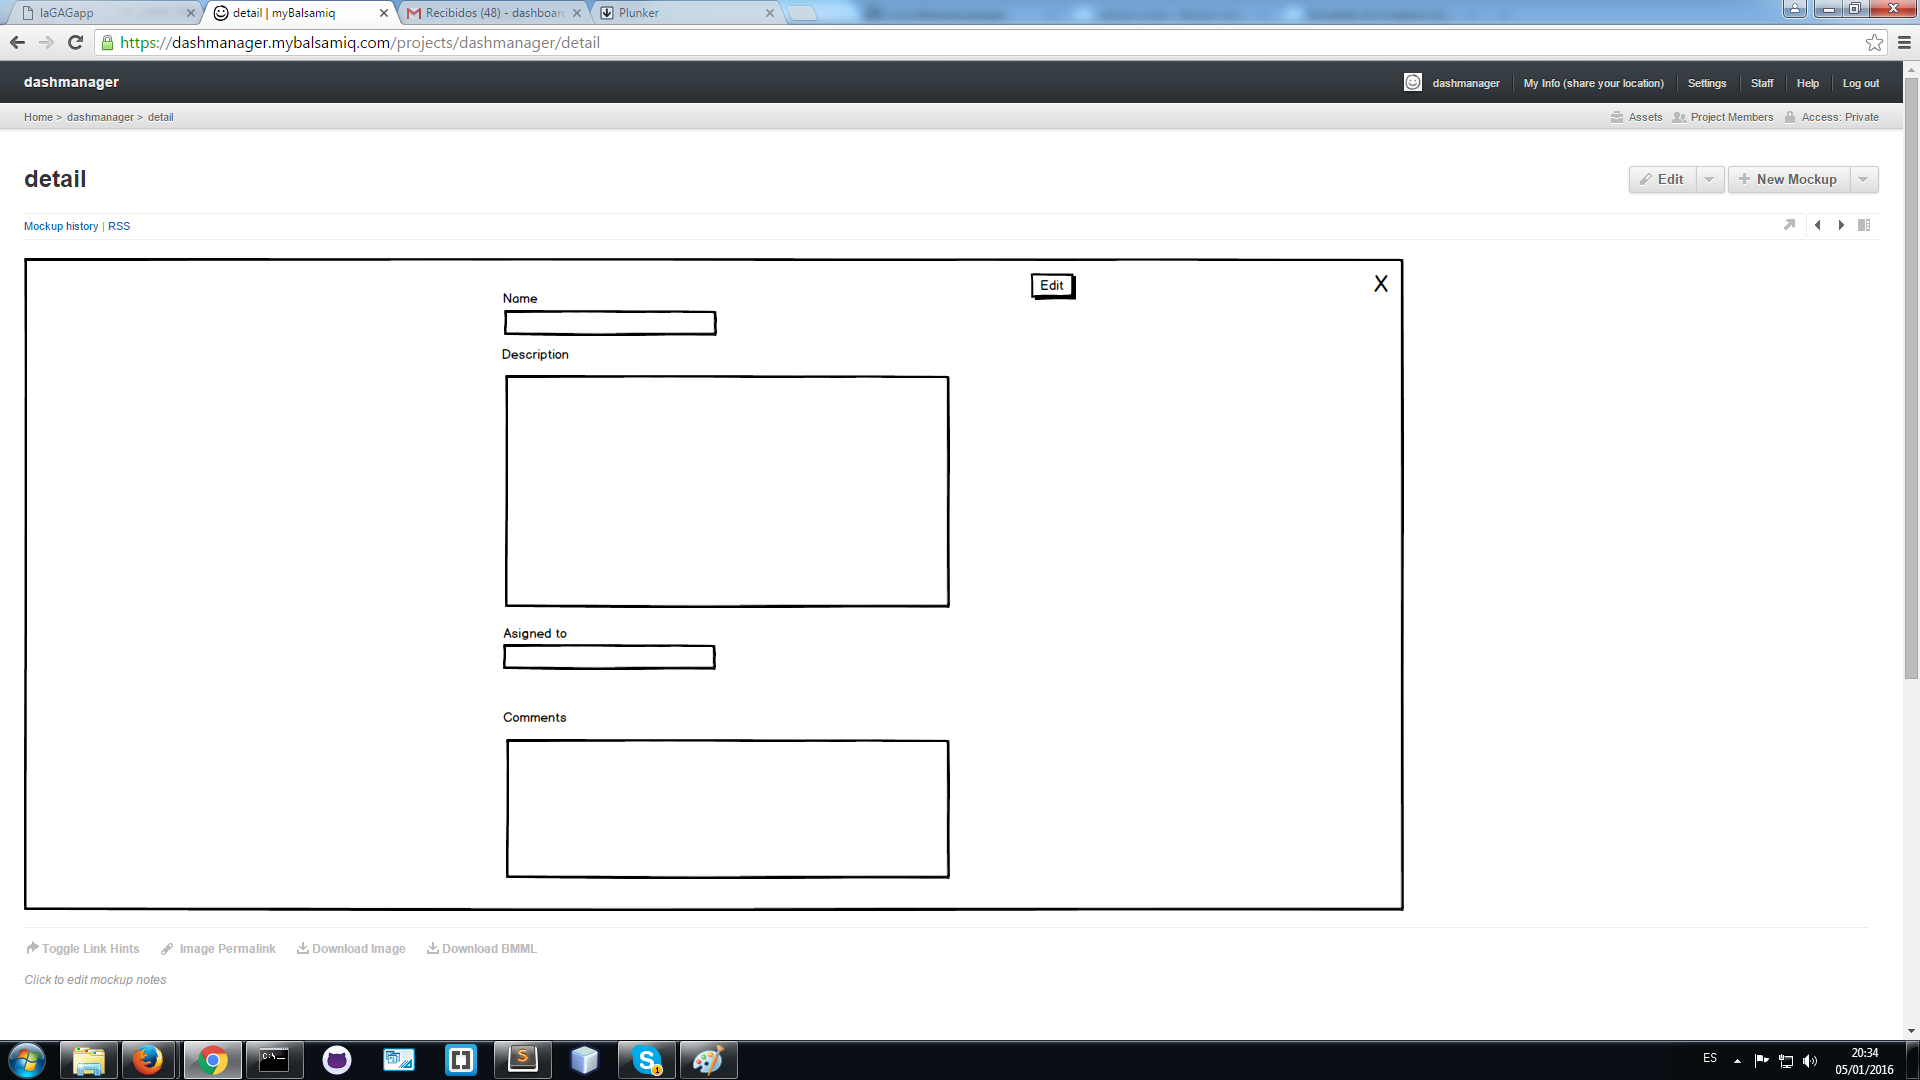 laGAGapp
detail | myBalsamiq
Recibidos (48) - dashboard
Plunker
https://dashmanager.mybalsamiq.com/projects/dashmanager/detail
dashmanager
dashmanager
My Info (share your location)
Settings
Staff
Help
Log out
Home > dashmanager > detail
Assets
Project Members
Access: Private
detail
Edit
New Mockup
Mockup history | RSS
Edit
X
Name
Description
Asigned to
Comments
Toggle Link Hints
Image Permalink
Download Image
Download BMML
Click to edit mockup notes
ES
20:34
05/01/2016